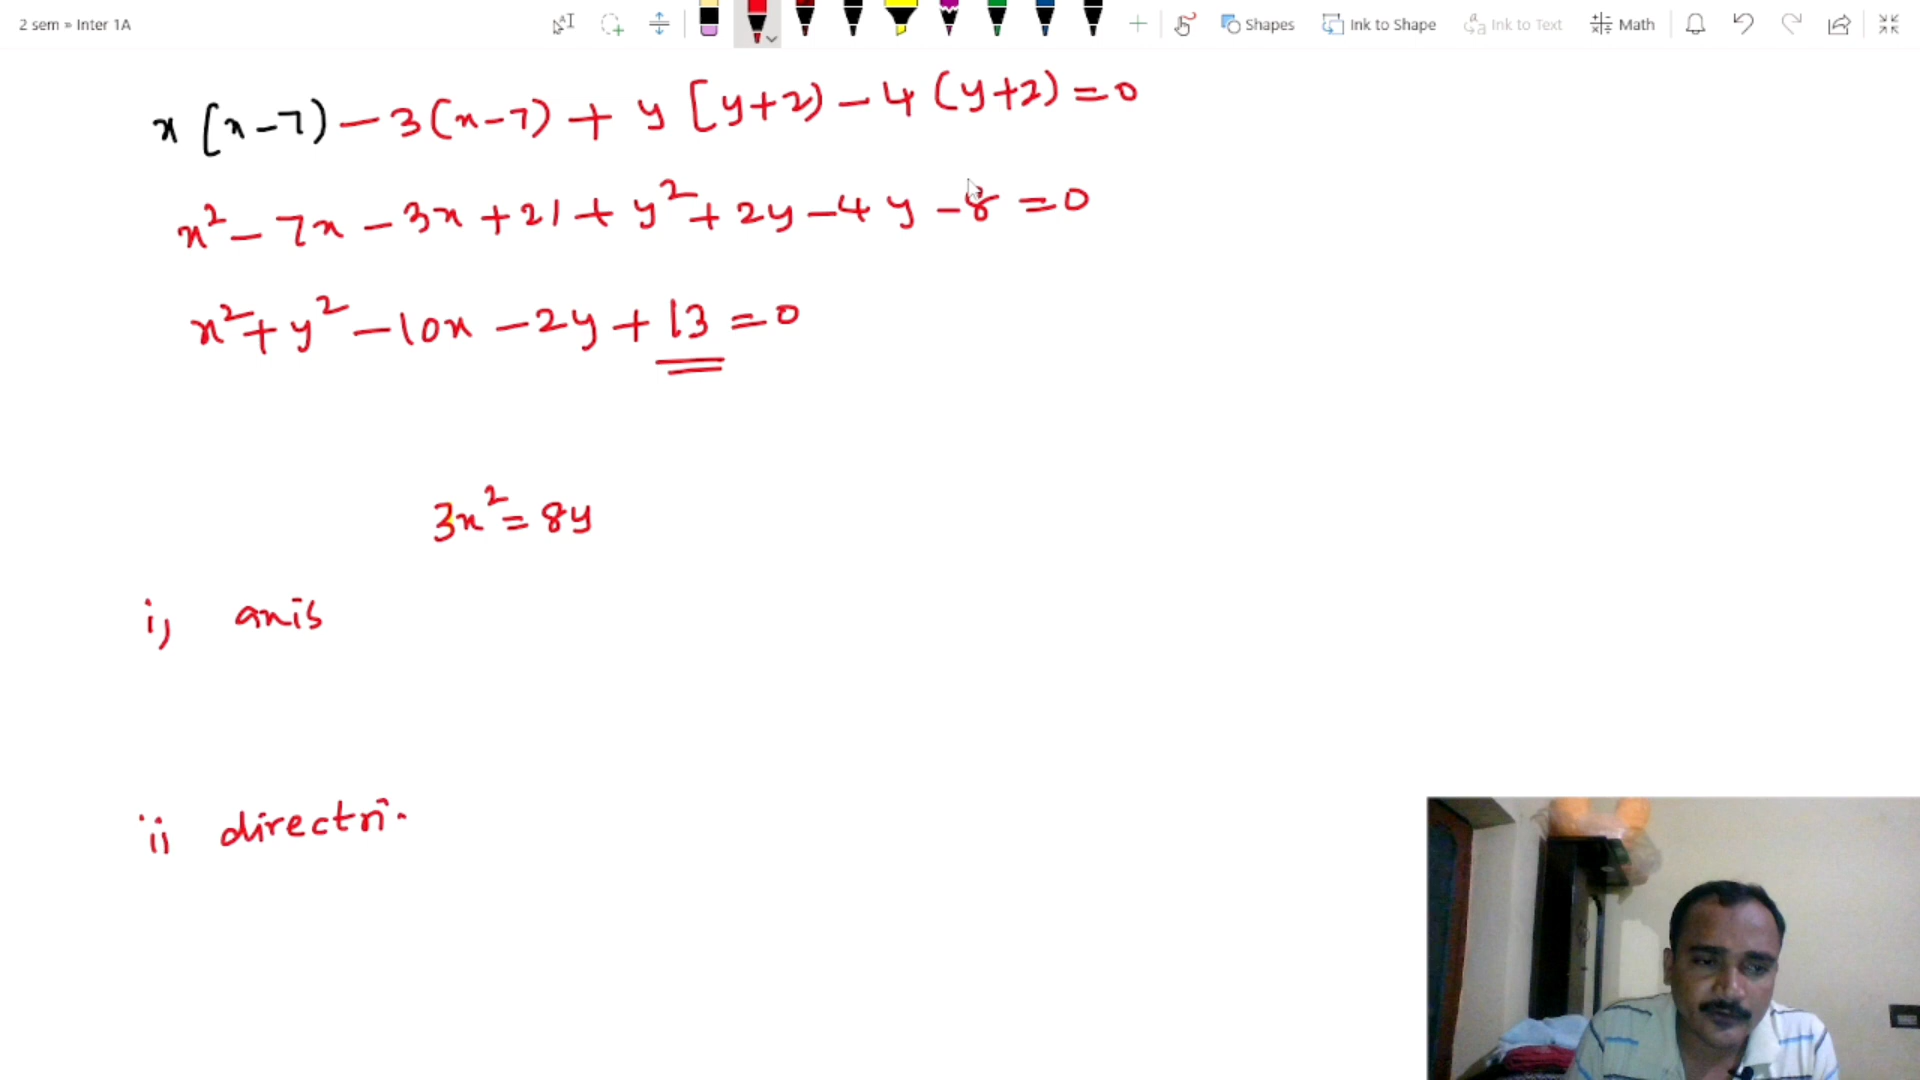 2 sem » Inter 1A
Shapes Ink to Shape Ink to Text Math
x [x-7) - 3(x-7) + y [y+2) - 4 (y+2) = 0
x² - 7x - 3x + 21 + y² + 2y - 4y - 8 = 0
x² + y² - 10x - 2y + 13 = 0
3x² = 8y
i) axis
ii directri.